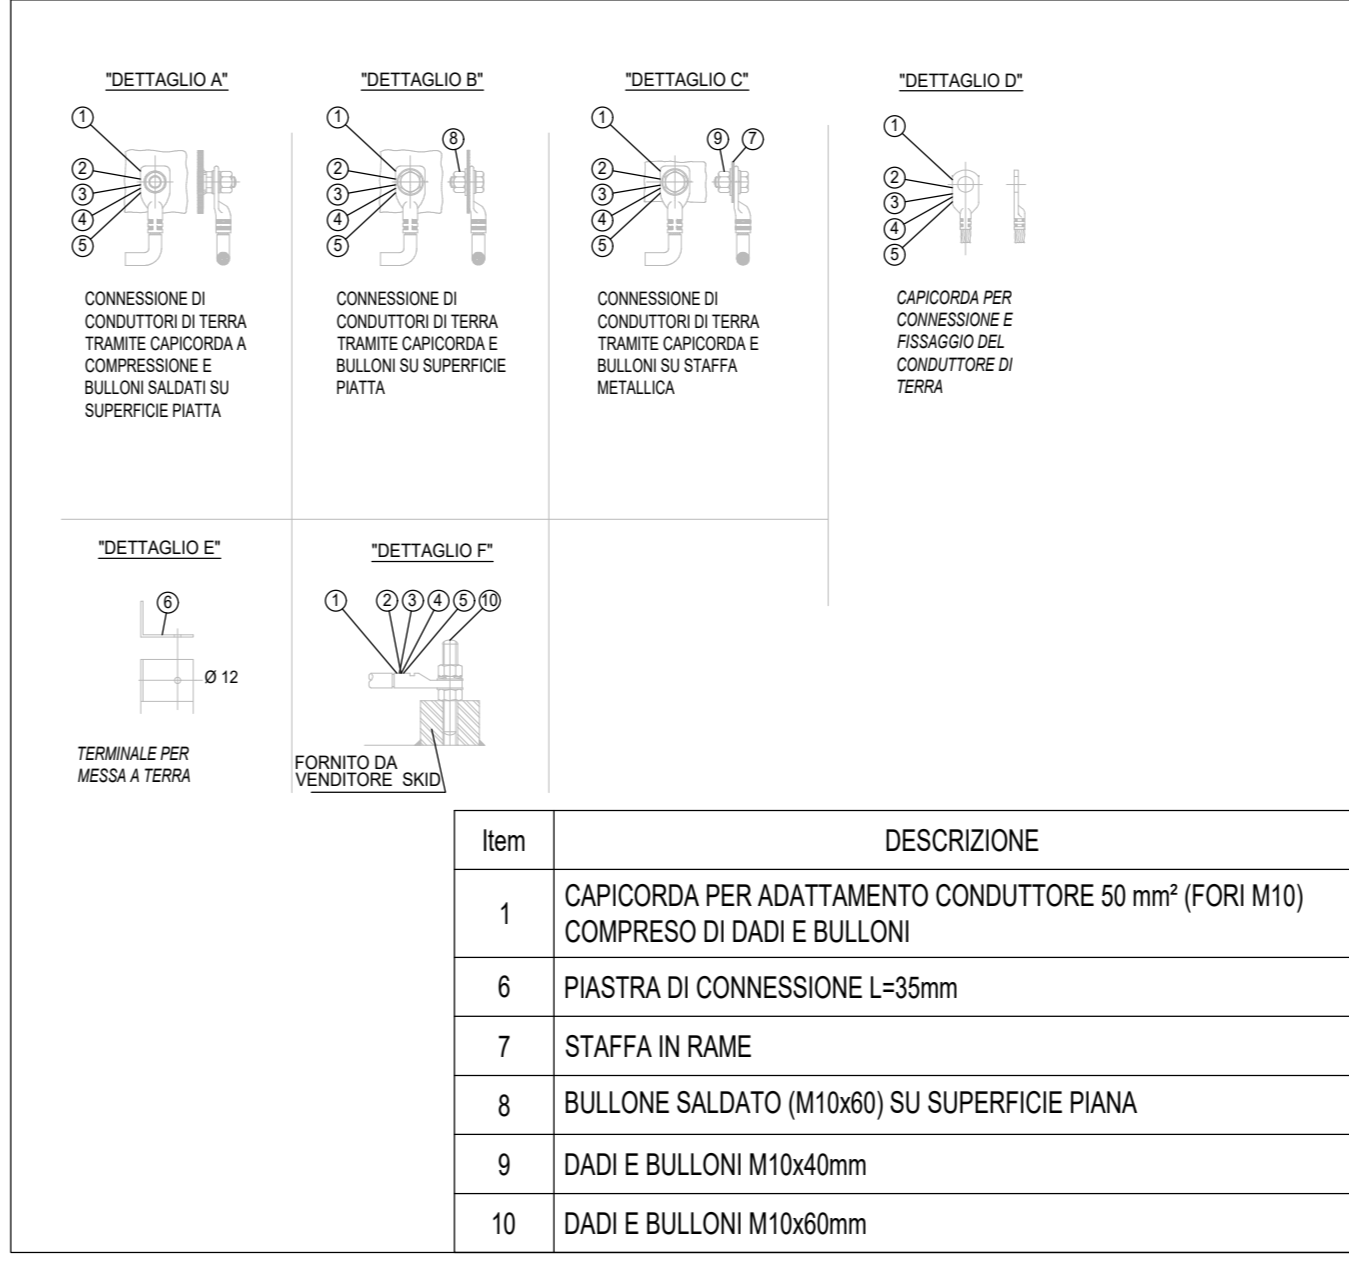 "DETTAGLIO A"
1
2
3
4
5
CONNESSIONE DI
CONDUTTORI DI TERRA
TRAMITE CAPICORDA A
COMPRESSIONE E
BULLONI SALDATI SU
SUPERFICIE PIATTA
"DETTAGLIO B"
1
8
2
3
4
5
CONNESSIONE DI
CONDUTTORI DI TERRA
TRAMITE CAPICORDA E
BULLONI SU SUPERFICIE
PIATTA
"DETTAGLIO C"
1
9 7
2
3
4
5
CONNESSIONE DI
CONDUTTORI DI TERRA
TRAMITE CAPICORDA E
BULLONI SU STAFFA
METALLICA
"DETTAGLIO D"
1
2
3
4
5
CAPICORDA PER
CONNESSIONE E
FISSAGGIO DEL
CONDUTTORE DI
TERRA
"DETTAGLIO E"
6
Ø 12
TERMINALE PER
MESSA A TERRA
"DETTAGLIO F"
1 2 3 4 5 10
FORNITO DA
VENDITORE SKID
Item DESCRIZIONE
1 CAPICORDA PER ADATTAMENTO CONDUTTORE 50 mm² (FORI M10)
COMPRESO DI DADI E BULLONI
6 PIASTRA DI CONNESSIONE L=35mm
7 STAFFA IN RAME
8 BULLONE SALDATO (M10x60) SU SUPERFICIE PIANA
9 DADI E BULLONI M10x40mm
10 DADI E BULLONI M10x60mm